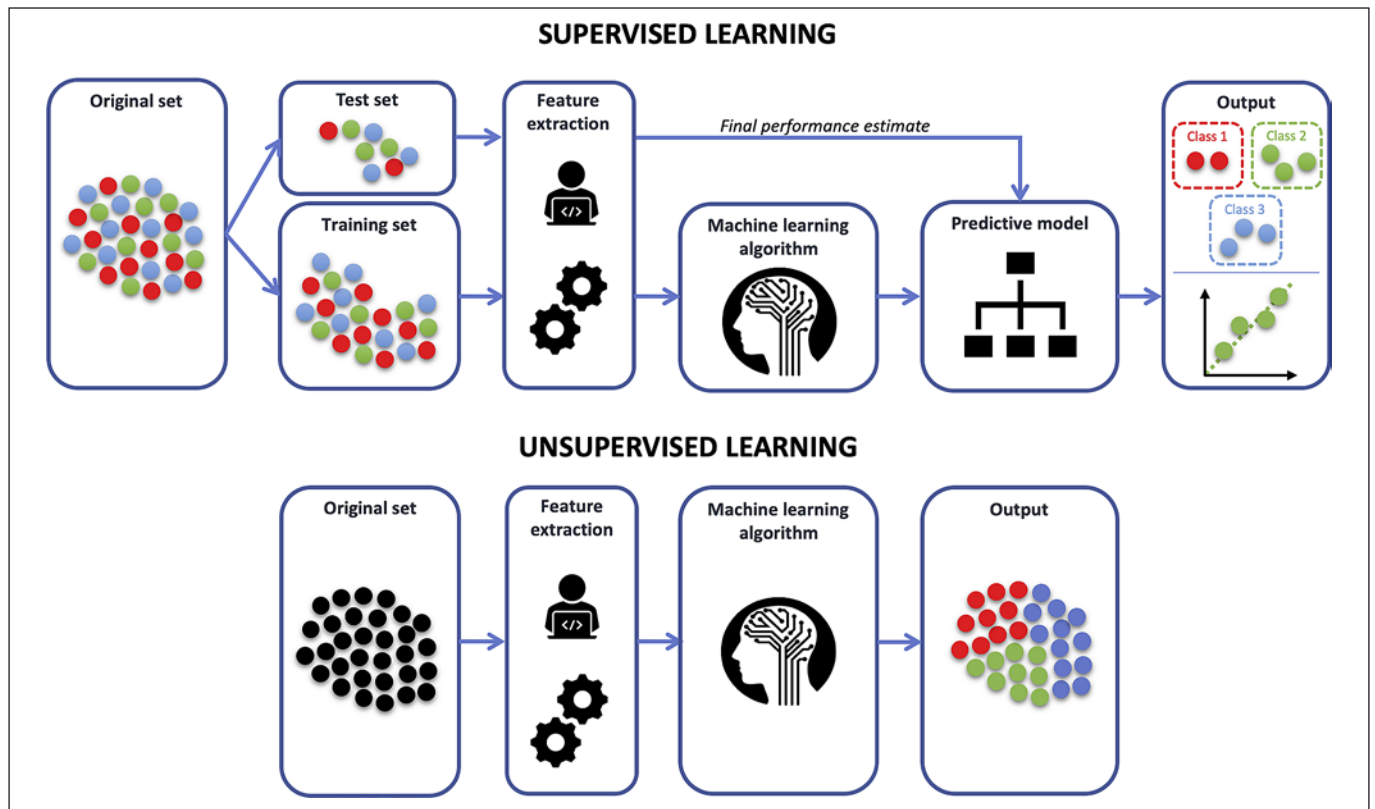 SUPERVISED LEARNING
Original set
Test set
Training set
Feature
extraction
</>
Final performance estimate
Machine learning
algorithm
Predictive model
Output
Class 1
Class 2
Class 3
UNSUPERVISED LEARNING
Original set
Feature
extraction
</>
Machine learning
algorithm
Output